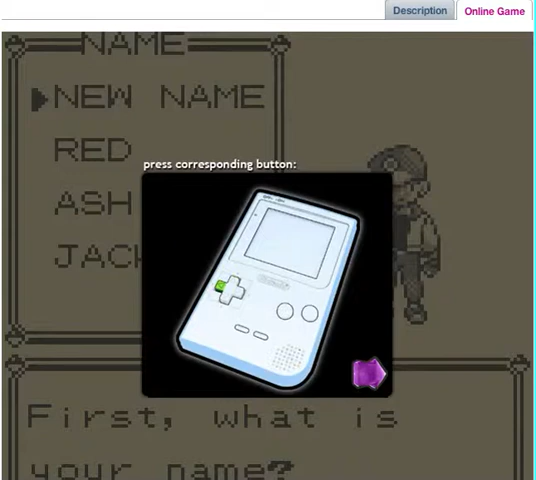 Description
Online Game
NAME
NEW NAME
RED
press corresponding button:
ASH
JACK
First, what is
your name?